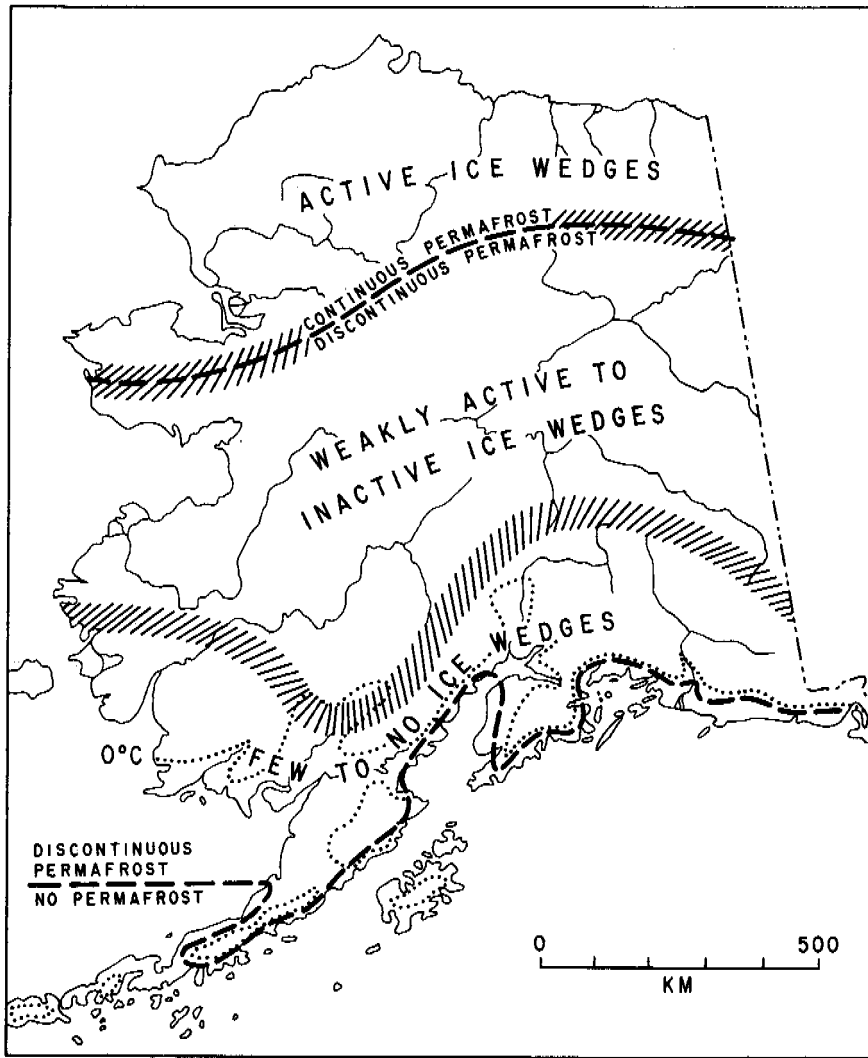 ACTIVE ICE WEDGES
CONTINUOUS PERMAFROST
DISCONTINUOUS PERMAFROST
WEAKLY ACTIVE TO
INACTIVE ICE WEDGES
FEW TO NO ICE WEDGES
0°C
DISCONTINUOUS
PERMAFROST
NO PERMAFROST
0 500
KM